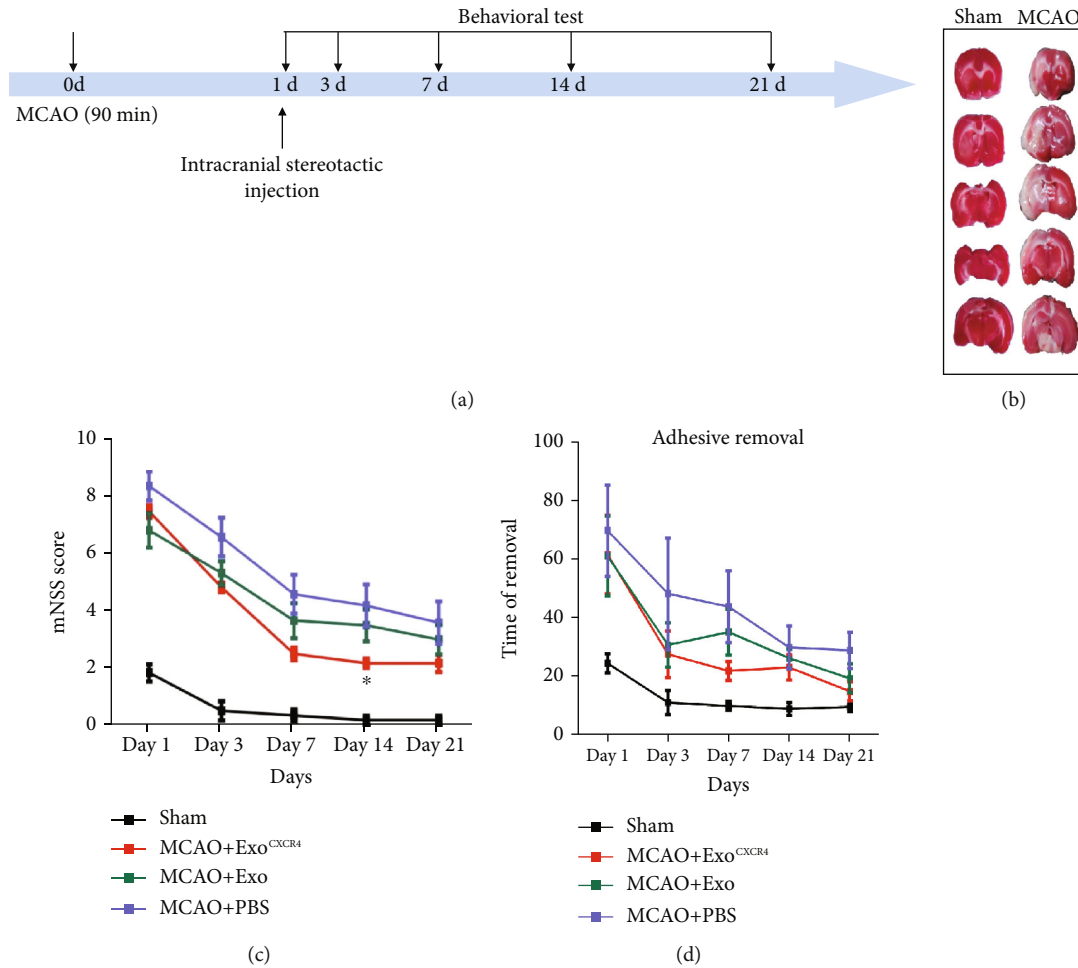 Behavioral test
0d
1 d
3 d
7 d
14 d
21 d
MCAO (90 min)
Intracranial stereotactic
injection
(a)
Sham MCAO
(b)
10
8
6
4
2
0
mNSS score
*
Day 1 Day 3 Day 7 Day 14 Day 21
Days
Sham
MCAO+Exo^CXCR4
MCAO+Exo
MCAO+PBS
(c)
Adhesive removal
100
80
60
40
20
0
Time of removal
Day 1 Day 3 Day 7 Day 14 Day 21
Days
Sham
MCAO+Exo^CXCR4
MCAO+Exo
MCAO+PBS
(d)